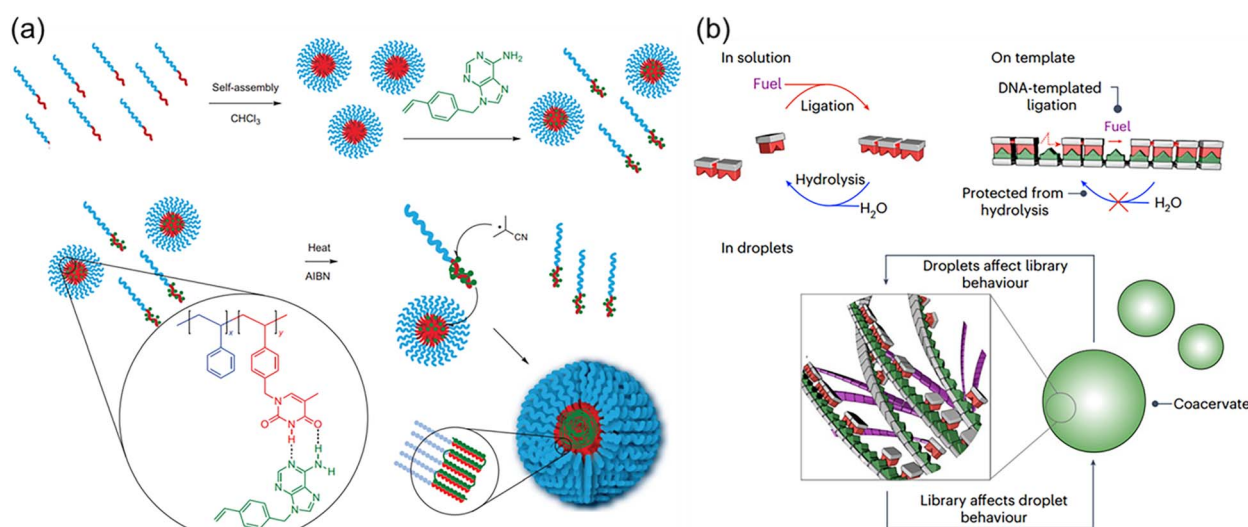 (a)
Self-assembly
CHCl3
NH2
N
N
N
N
Heat
AIBN
CN
x
y
N
O
N
O
H
H
N
N
H
N
N
N
(b)
In solution
Fuel
Ligation
Hydrolysis
H2O
On template
DNA-templated
ligation
Fuel
Protected from
hydrolysis
H2O
In droplets
Droplets affect library
behaviour
Coacervate
Library affects droplet
behaviour